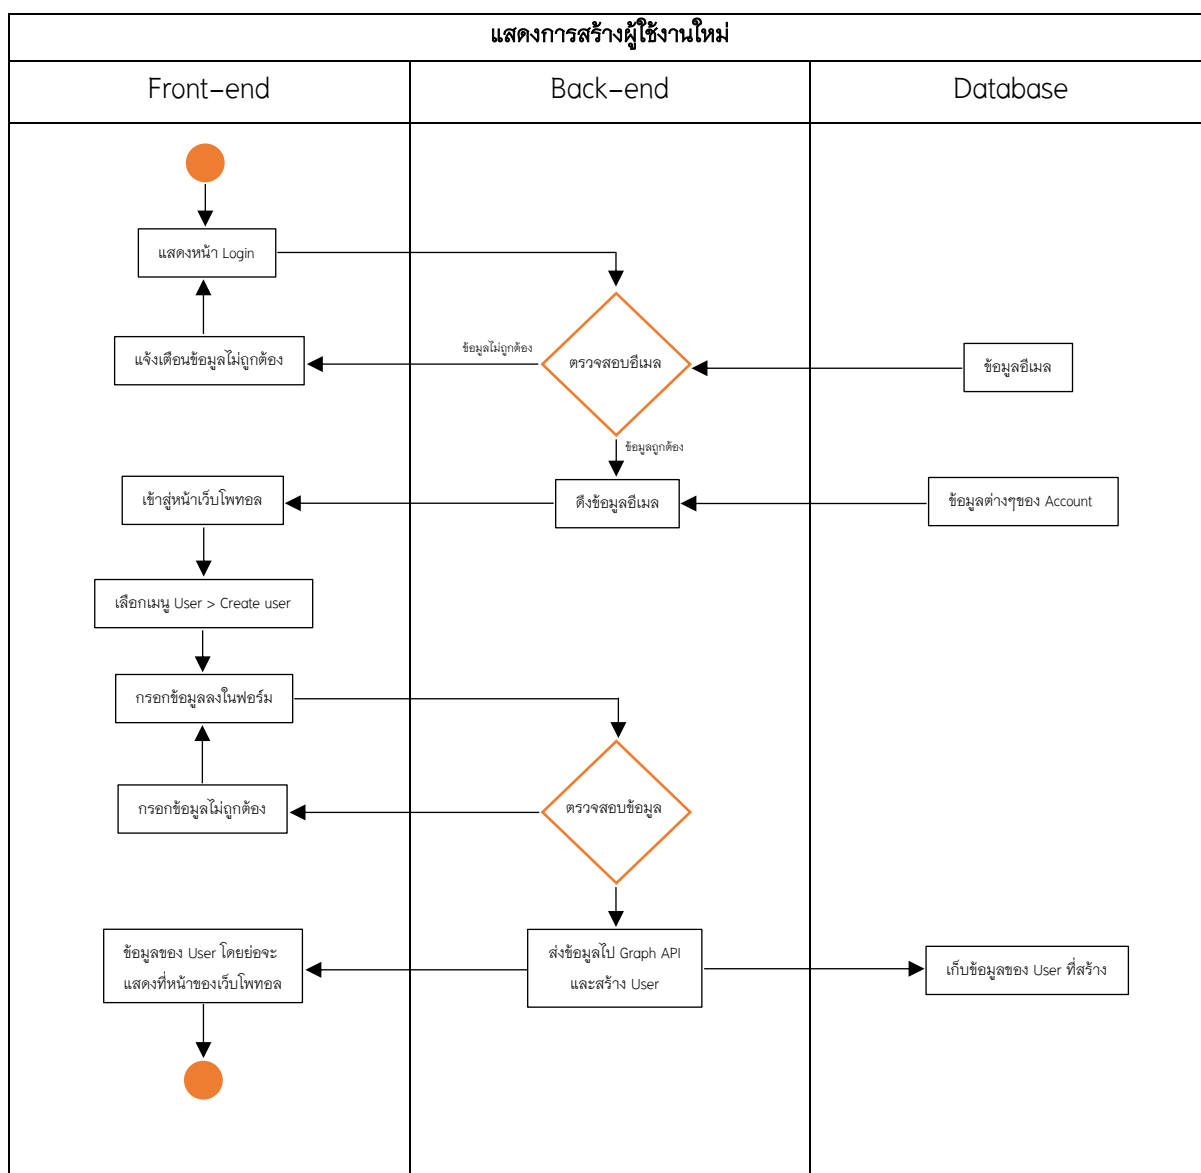 แสดงการสร้างผู้ใช้งานใหม่
Front-end
Back-end
Database
แสดงหน้า Login
แจ้งเตือนข้อมูลไม่ถูกต้อง
ข้อมูลไม่ถูกต้อง
ตรวจสอบอีเมล
ข้อมูลอีเมล
ข้อมูลถูกต้อง
เข้าสู่หน้าเว็บโพทอล
ดึงข้อมูลอีเมล
ข้อมูลต่างๆของ Account
เลือกเมนู User > Create user
กรอกข้อมูลลงในฟอร์ม
กรอกข้อมูลไม่ถูกต้อง
ตรวจสอบข้อมูล
ข้อมูลของ User โดยย่อจะ
แสดงที่หน้าของเว็บโพทอล
ส่งข้อมูลไป Graph API
และสร้าง User
เก็บข้อมูลของ User ที่สร้าง